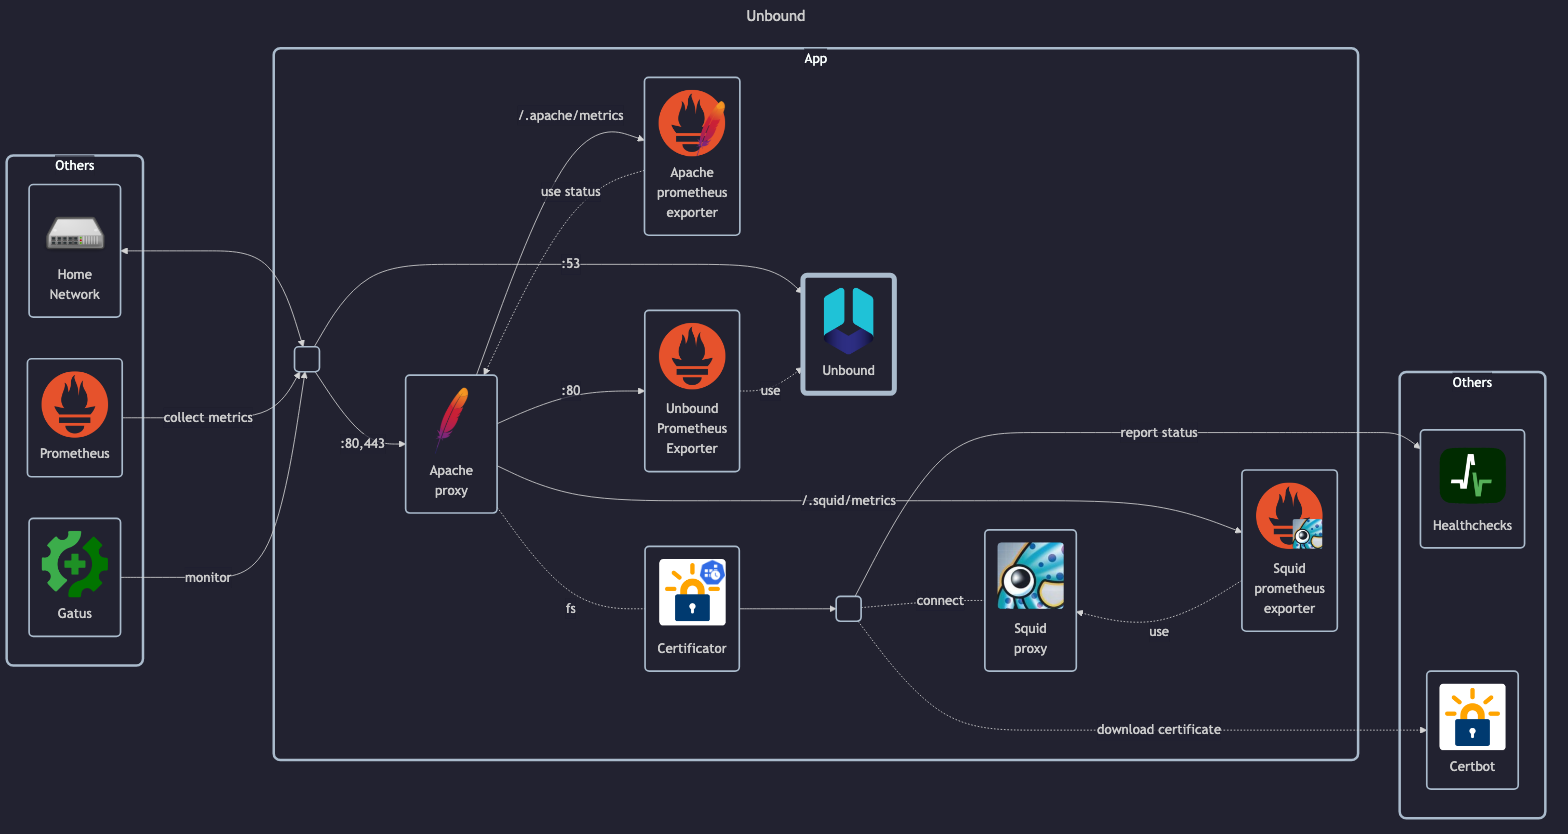 Unbound
App
/.apache/metrics
Apache
prometheus
exporter
use status
Others
Home
Network
:53
Unbound
Prometheus
collect metrics
:80,443
Apache
proxy
:80
Unbound
Prometheus
Exporter
use
Others
report status
Healthchecks
/.squid/metrics
Squid
prometheus
exporter
monitor
Gatus
fs
Certificator
connect
Squid
proxy
use
download certificate
Certbot